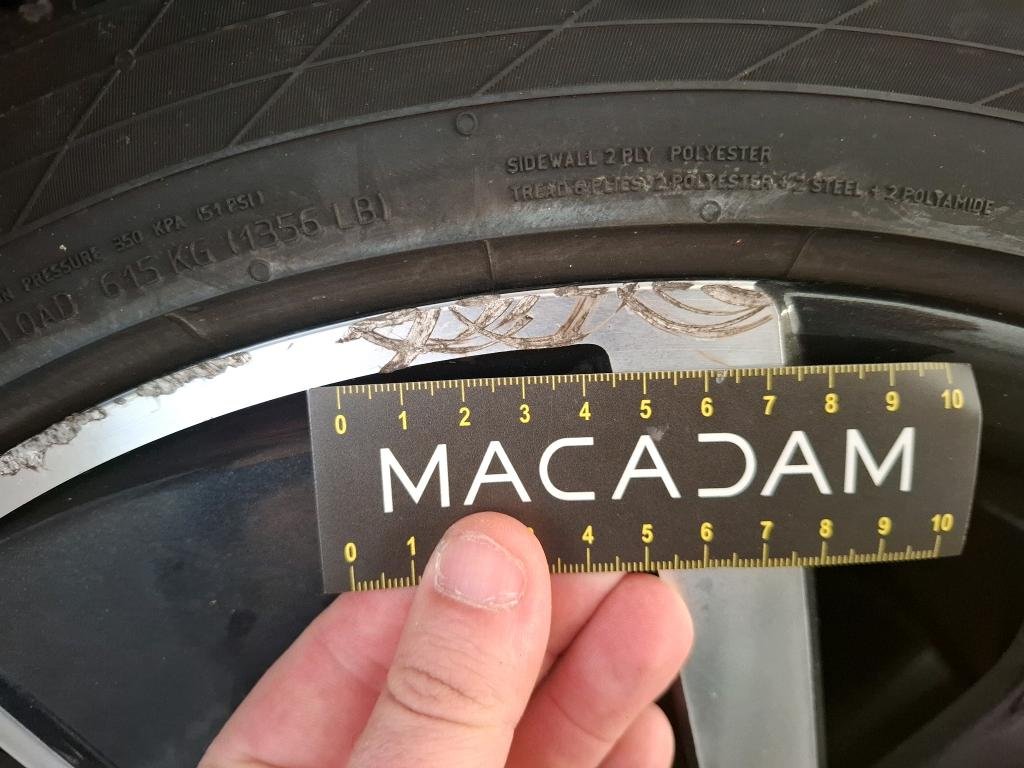 SIDEWALL 2 PLY POLYESTER
TREAD 6 PLIES: 2 POLYESTER + 2 STEEL + 2 POLYAMIDE
PRESSURE 350 KPA (51 PSI)
LOAD 615 KG (1356 LB)
0 1 2 3 4 5 6 7 8 9 10
MACADAM
0 1 4 5 6 7 8 9 10